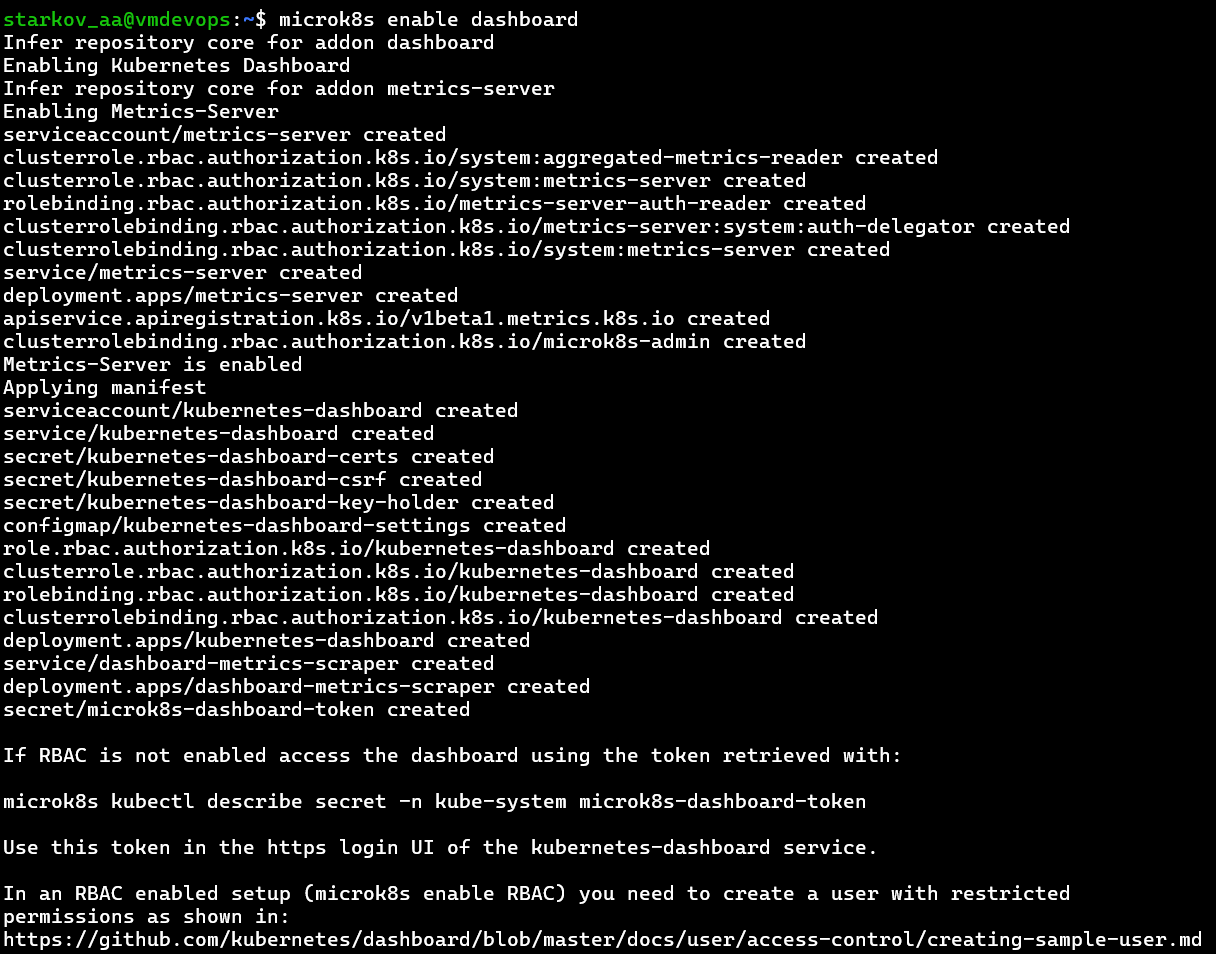 starkov_aa@vmdevops:~$ microk8s enable dashboard
Infer repository core for addon dashboard
Enabling Kubernetes Dashboard
Infer repository core for addon metrics-server
Enabling Metrics-Server
serviceaccount/metrics-server created
clusterrole.rbac.authorization.k8s.io/system:aggregated-metrics-reader created
clusterrole.rbac.authorization.k8s.io/system:metrics-server created
rolebinding.rbac.authorization.k8s.io/metrics-server-auth-reader created
clusterrolebinding.rbac.authorization.k8s.io/metrics-server:system:auth-delegator created
clusterrolebinding.rbac.authorization.k8s.io/system:metrics-server created
service/metrics-server created
deployment.apps/metrics-server created
apiservice.apiregistration.k8s.io/v1beta1.metrics.k8s.io created
clusterrolebinding.rbac.authorization.k8s.io/microk8s-admin created
Metrics-Server is enabled
Applying manifest
serviceaccount/kubernetes-dashboard created
service/kubernetes-dashboard created
secret/kubernetes-dashboard-certs created
secret/kubernetes-dashboard-csrf created
secret/kubernetes-dashboard-key-holder created
configmap/kubernetes-dashboard-settings created
role.rbac.authorization.k8s.io/kubernetes-dashboard created
clusterrole.rbac.authorization.k8s.io/kubernetes-dashboard created
rolebinding.rbac.authorization.k8s.io/kubernetes-dashboard created
clusterrolebinding.rbac.authorization.k8s.io/kubernetes-dashboard created
deployment.apps/kubernetes-dashboard created
service/dashboard-metrics-scraper created
deployment.apps/dashboard-metrics-scraper created
secret/microk8s-dashboard-token created
If RBAC is not enabled access the dashboard using the token retrieved with:
microk8s kubectl describe secret -n kube-system microk8s-dashboard-token
Use this token in the https login UI of the kubernetes-dashboard service.
In an RBAC enabled setup (microk8s enable RBAC) you need to create a user with restricted
permissions as shown in:
https://github.com/kubernetes/dashboard/blob/master/docs/user/access-control/creating-sample-user.md